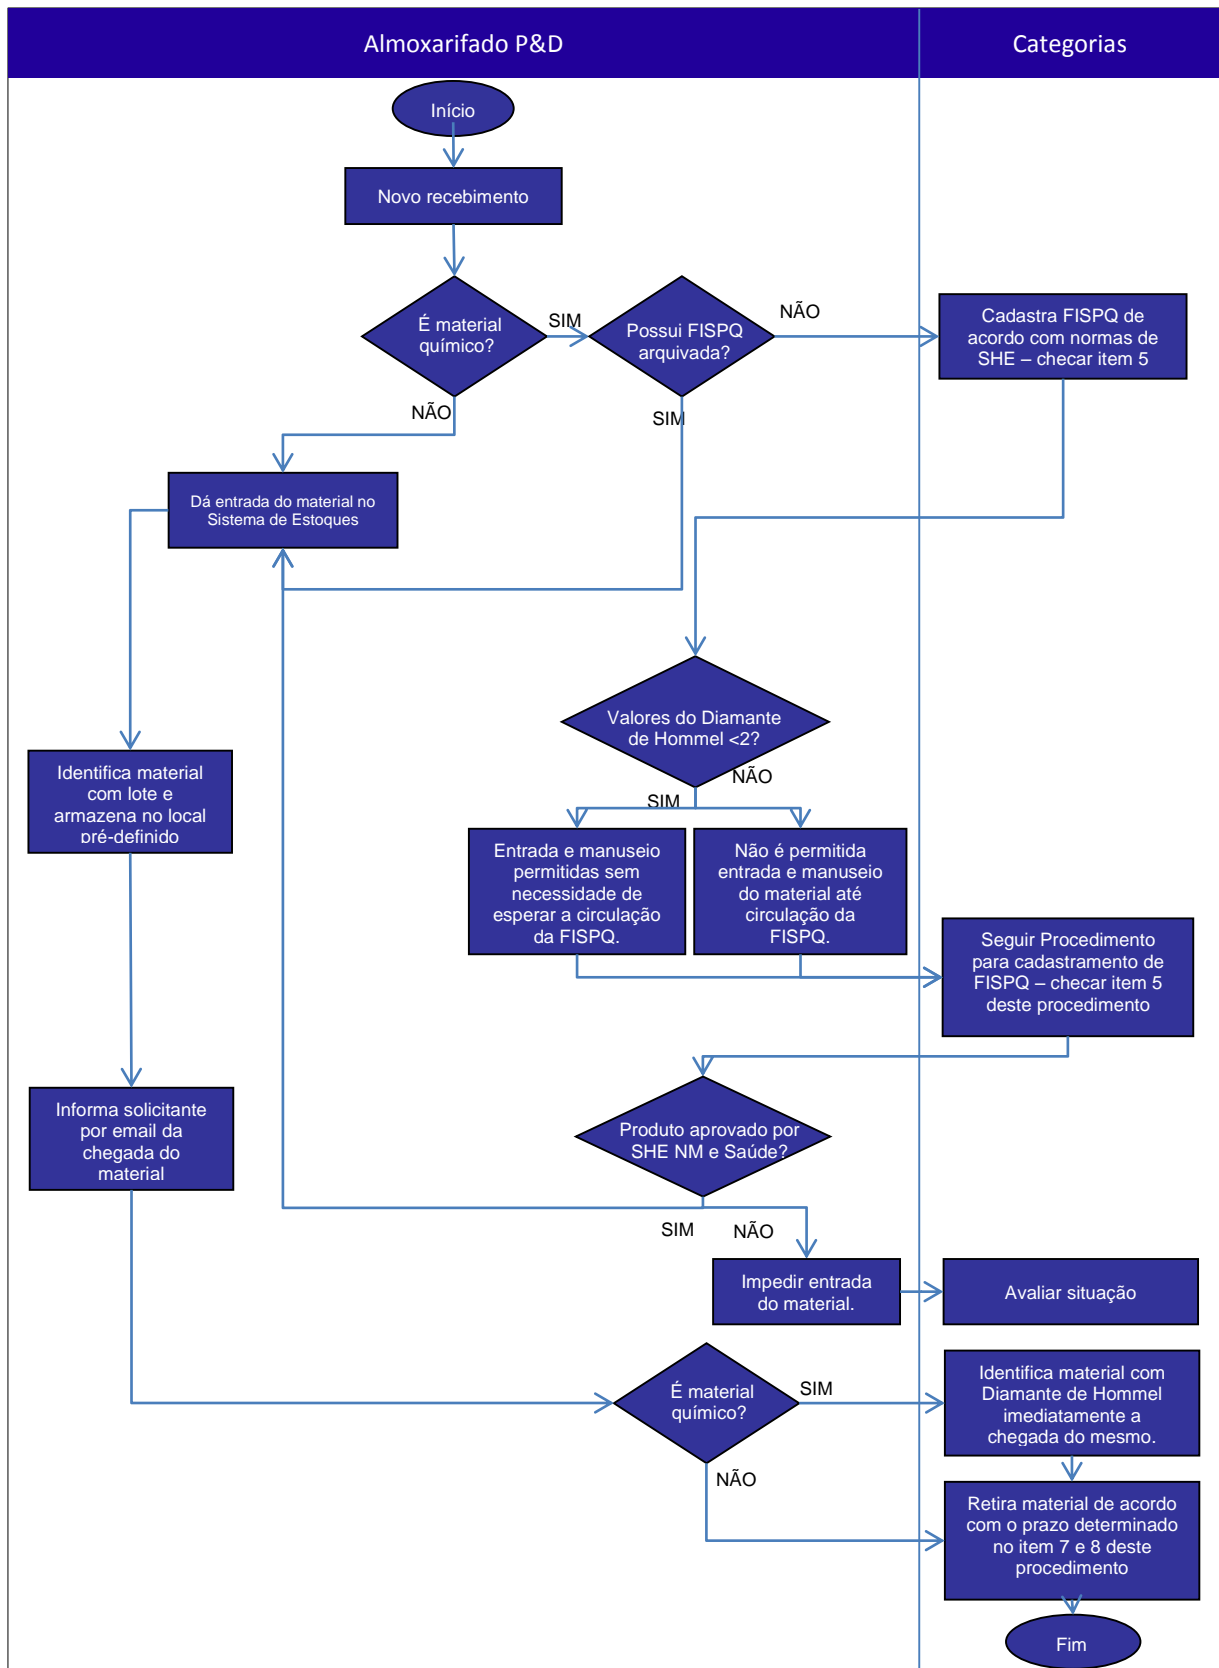 Almoxarifado P&D
Categorias
Início
Novo recebimento
É material
químico?
SIM
Possui FISPQ
arquivada?
NÃO
Cadastra FISPQ de
acordo com normas de
SHE – checar item 5
NÃO
SIM
Dá entrada do material no
Sistema de Estoques
Valores do Diamante
de Hommel <2?
NÃO
SIM
Identifica material
com lote e
armazena no local
pré-definido
Entrada e manuseio
permitidas sem
necessidade de
esperar a circulação
da FISPQ.
Não é permitida
entrada e manuseio
do material até
circulação da
FISPQ.
Seguir Procedimento
para cadastramento de
FISPQ – checar item 5
deste procedimento
Informa solicitante
por email da
chegada do
material
Produto aprovado por
SHE NM e Saúde?
SIM
NÃO
Impedir entrada
do material.
Avaliar situação
É material
químico?
SIM
Identifica material com
Diamante de Hommel
imediatamente a
chegada do mesmo.
NÃO
Retira material de acordo
com o prazo determinado
no item 7 e 8 deste
procedimento
Fim